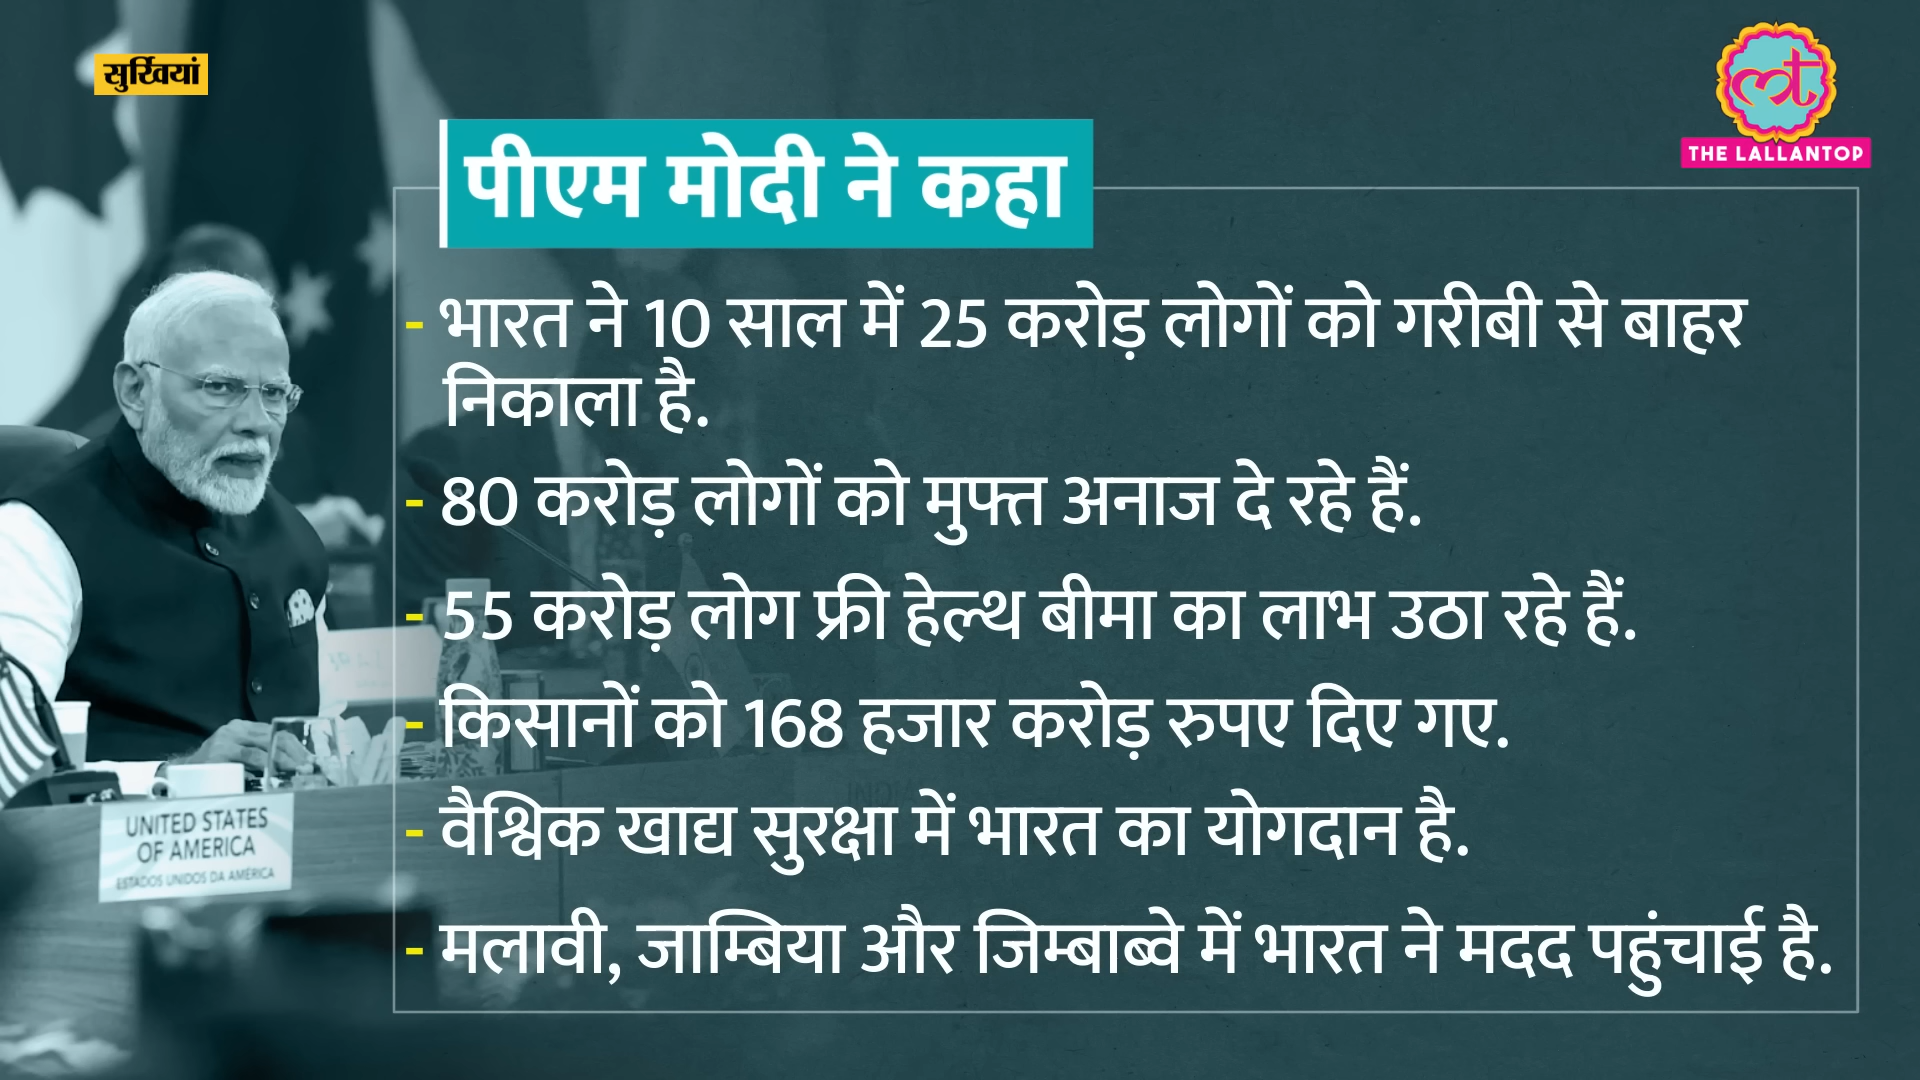 सुर्खियां
THE LALLANTOP
पीएम मोदी ने कहा
- भारत ने 10 साल में 25 करोड़ लोगों को गरीबी से बाहर
निकाला है.
- 80 करोड़ लोगों को मुफ्त अनाज दे रहे हैं.
- 55 करोड़ लोग फ्री हेल्थ बीमा का लाभ उठा रहे हैं.
- किसानों को 168 हजार करोड़ रुपए दिए गए.
- वैश्विक खाद्य सुरक्षा में भारत का योगदान है.
- मलावी, जाम्बिया और जिम्बाब्वे में भारत ने मदद पहुंचाई है.
UNITED STATES
OF AMERICA
ESTADOS UNIDOS DA AMÉRICA